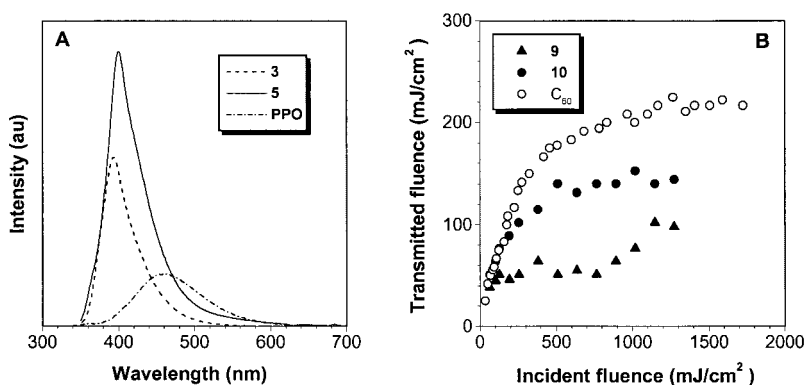 A
3
5
PPO
Intensity (au)
300 400 500 600 700
Wavelength (nm)
B
9
10
C60
Transmitted fluence (mJ/cm2)
300
200
100
0
0 500 1000 1500 2000
Incident fluence (mJ/cm2)